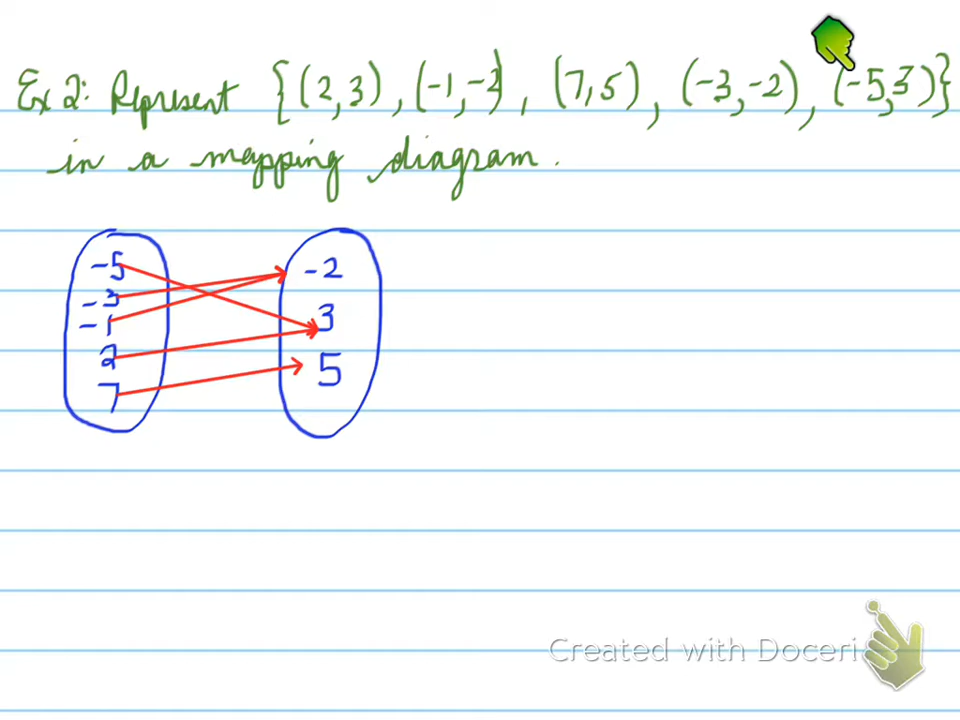 Ex 2: Represent {(2,3), (-1,-2), (7,5), (-3,-2), (-5,3)}
in a mapping diagram.
-5 -2
-3
-1 3
2
7 5
Created with Doceri